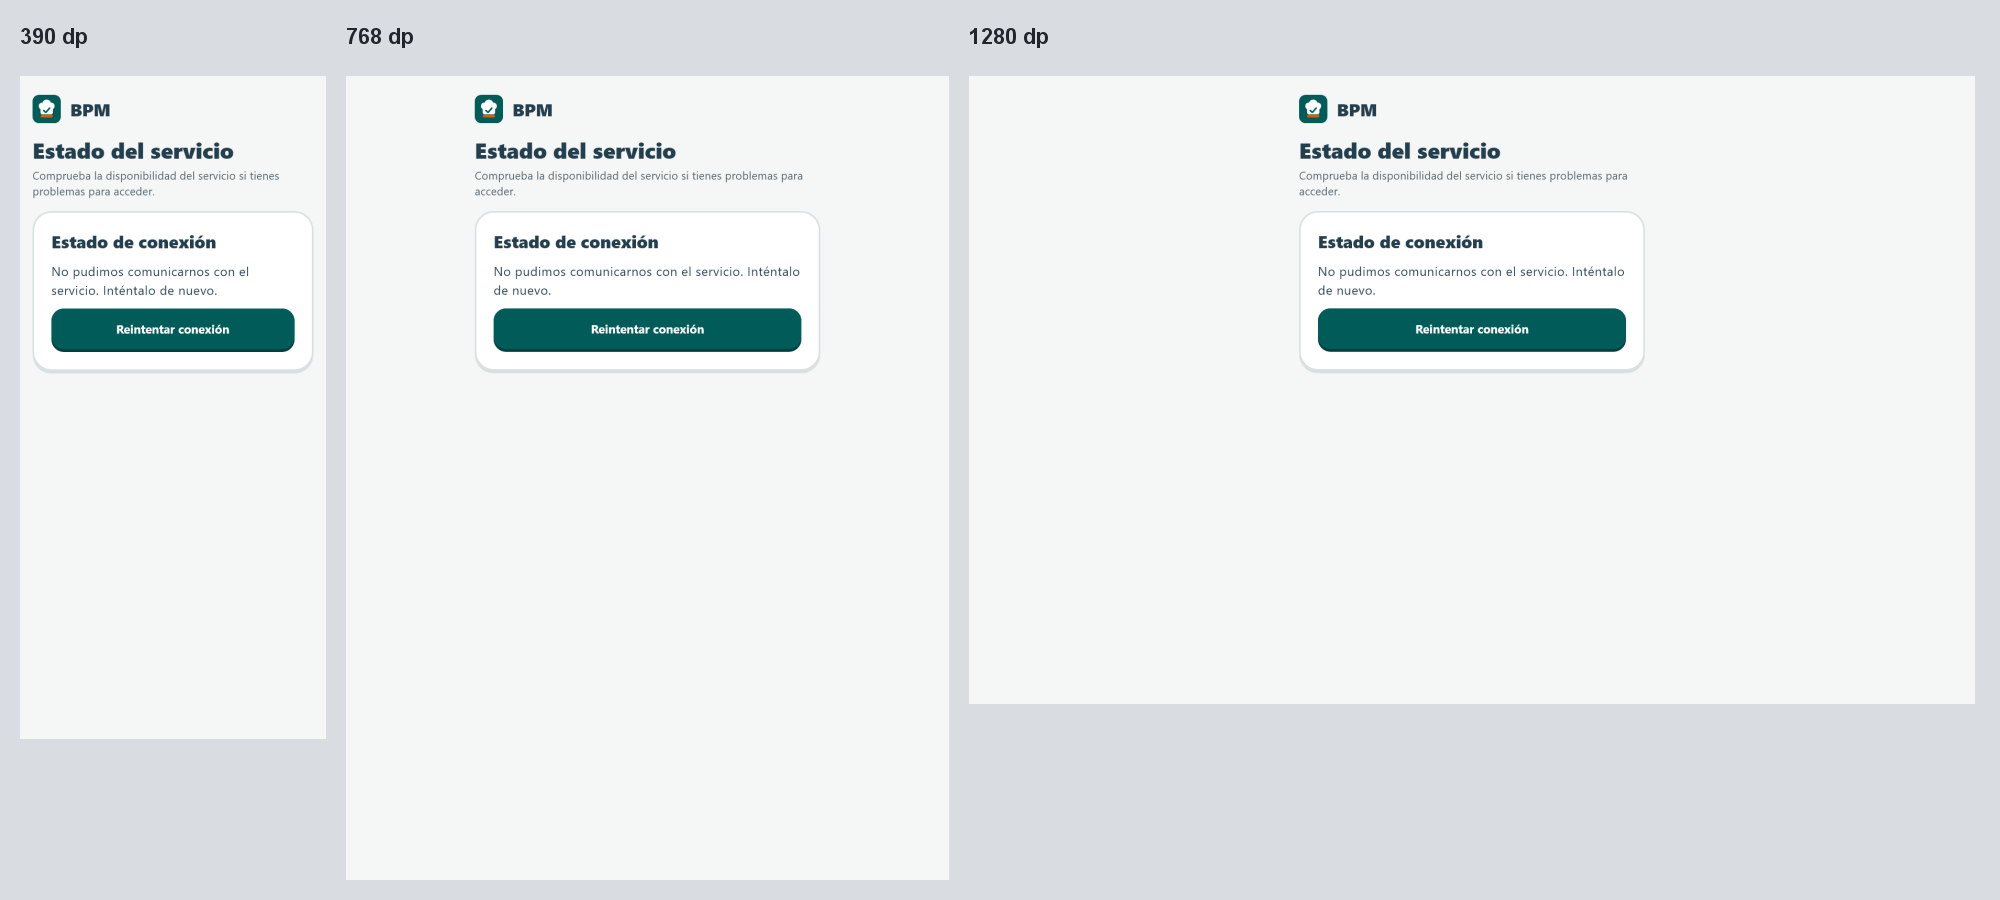 390 dp
BPM
Estado del servicio
Comprueba la disponibilidad del servicio si tienes
problemas para acceder.
Estado de conexión
No pudimos comunicarnos con el
servicio. Inténtalo de nuevo.
Reintentar conexión
768 dp
BPM
Estado del servicio
Comprueba la disponibilidad del servicio si tienes problemas para
acceder.
Estado de conexión
No pudimos comunicarnos con el servicio. Inténtalo
de nuevo.
Reintentar conexión
1280 dp
BPM
Estado del servicio
Comprueba la disponibilidad del servicio si tienes problemas para
acceder.
Estado de conexión
No pudimos comunicarnos con el servicio. Inténtalo
de nuevo.
Reintentar conexión